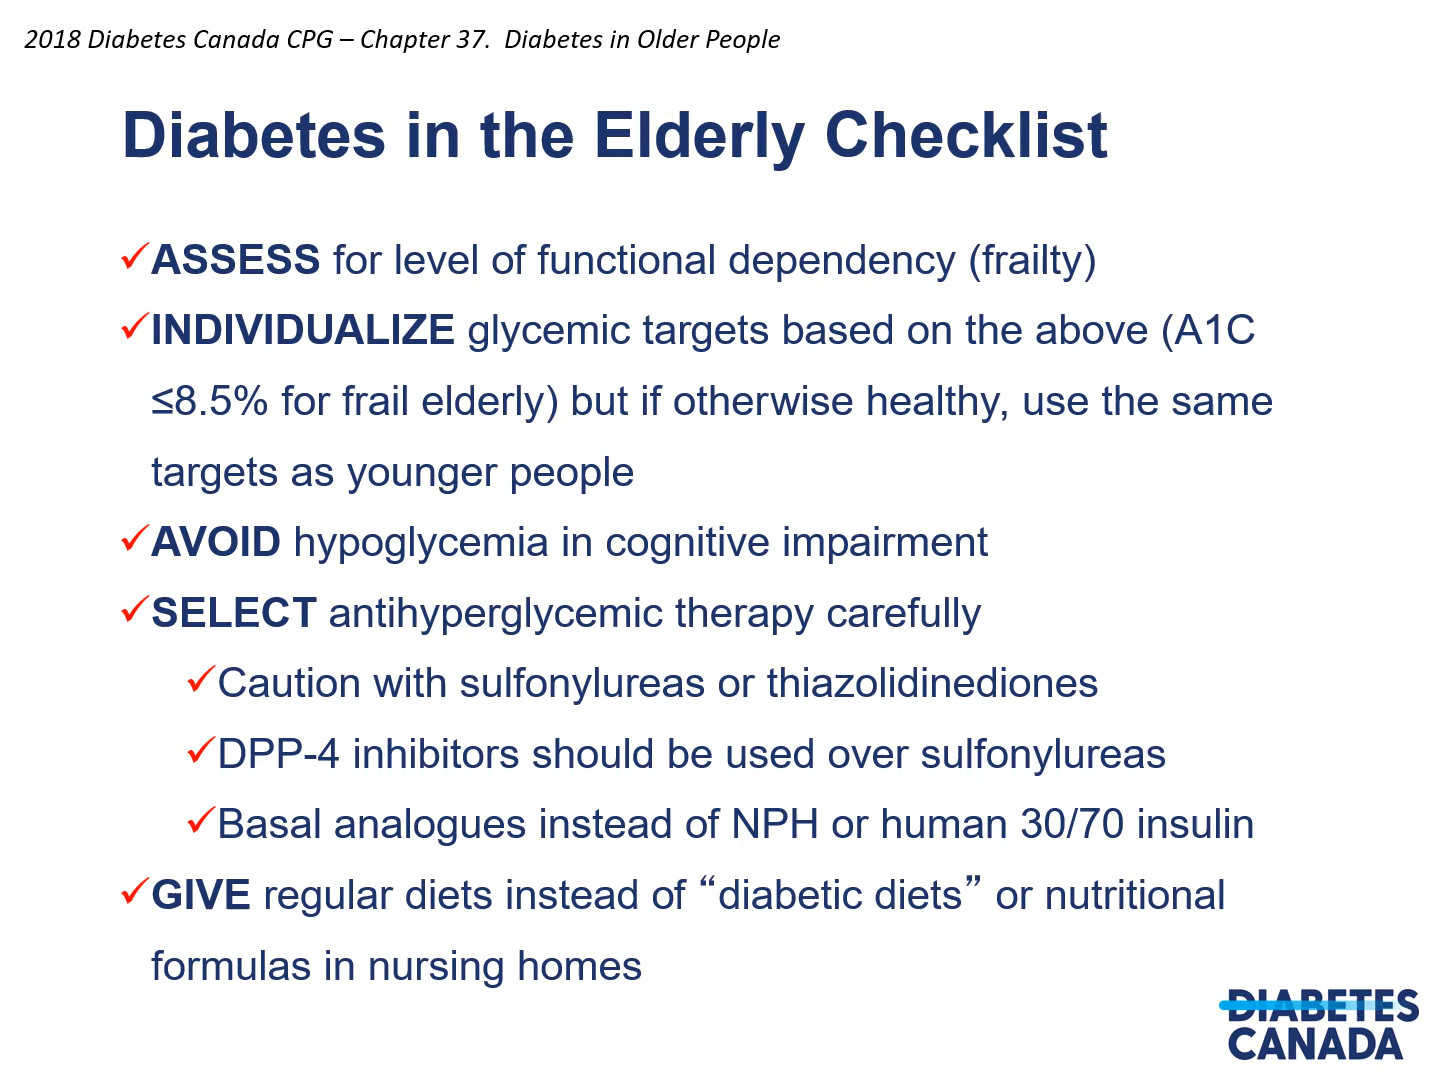 2018 Diabetes Canada CPG – Chapter 37. Diabetes in Older People
Diabetes in the Elderly Checklist
✓ASSESS for level of functional dependency (frailty)
✓INDIVIDUALIZE glycemic targets based on the above (A1C
≤8.5% for frail elderly) but if otherwise healthy, use the same
targets as younger people
✓AVOID hypoglycemia in cognitive impairment
✓SELECT antihyperglycemic therapy carefully
✓Caution with sulfonylureas or thiazolidinediones
✓DPP-4 inhibitors should be used over sulfonylureas
✓Basal analogues instead of NPH or human 30/70 insulin
✓GIVE regular diets instead of “diabetic diets” or nutritional
formulas in nursing homes
DIABETES
CANADA